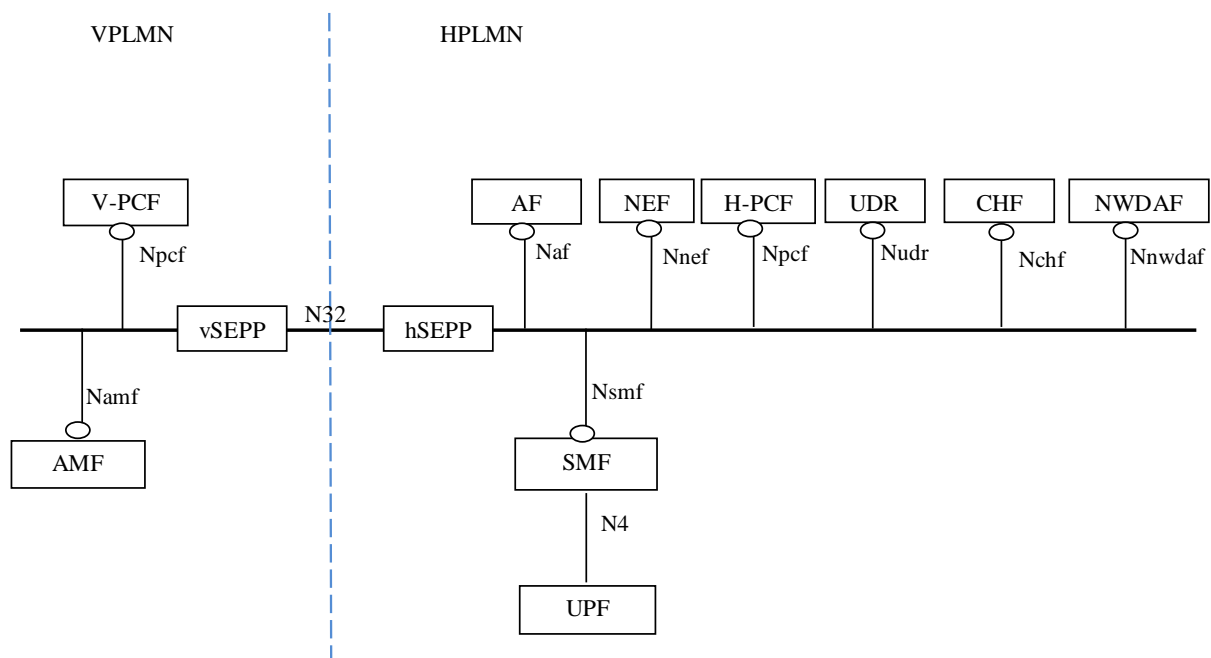 VPLMN
HPLMN
V-PCF
AF
NEF
H-PCF
UDR
CHF
NWDAF
Npcf
Naf
Nnef
Npcf
Nudr
Nchf
Nnwdaf
vSEPP
N32
hSEPP
Namf
Nsmf
AMF
SMF
N4
UPF